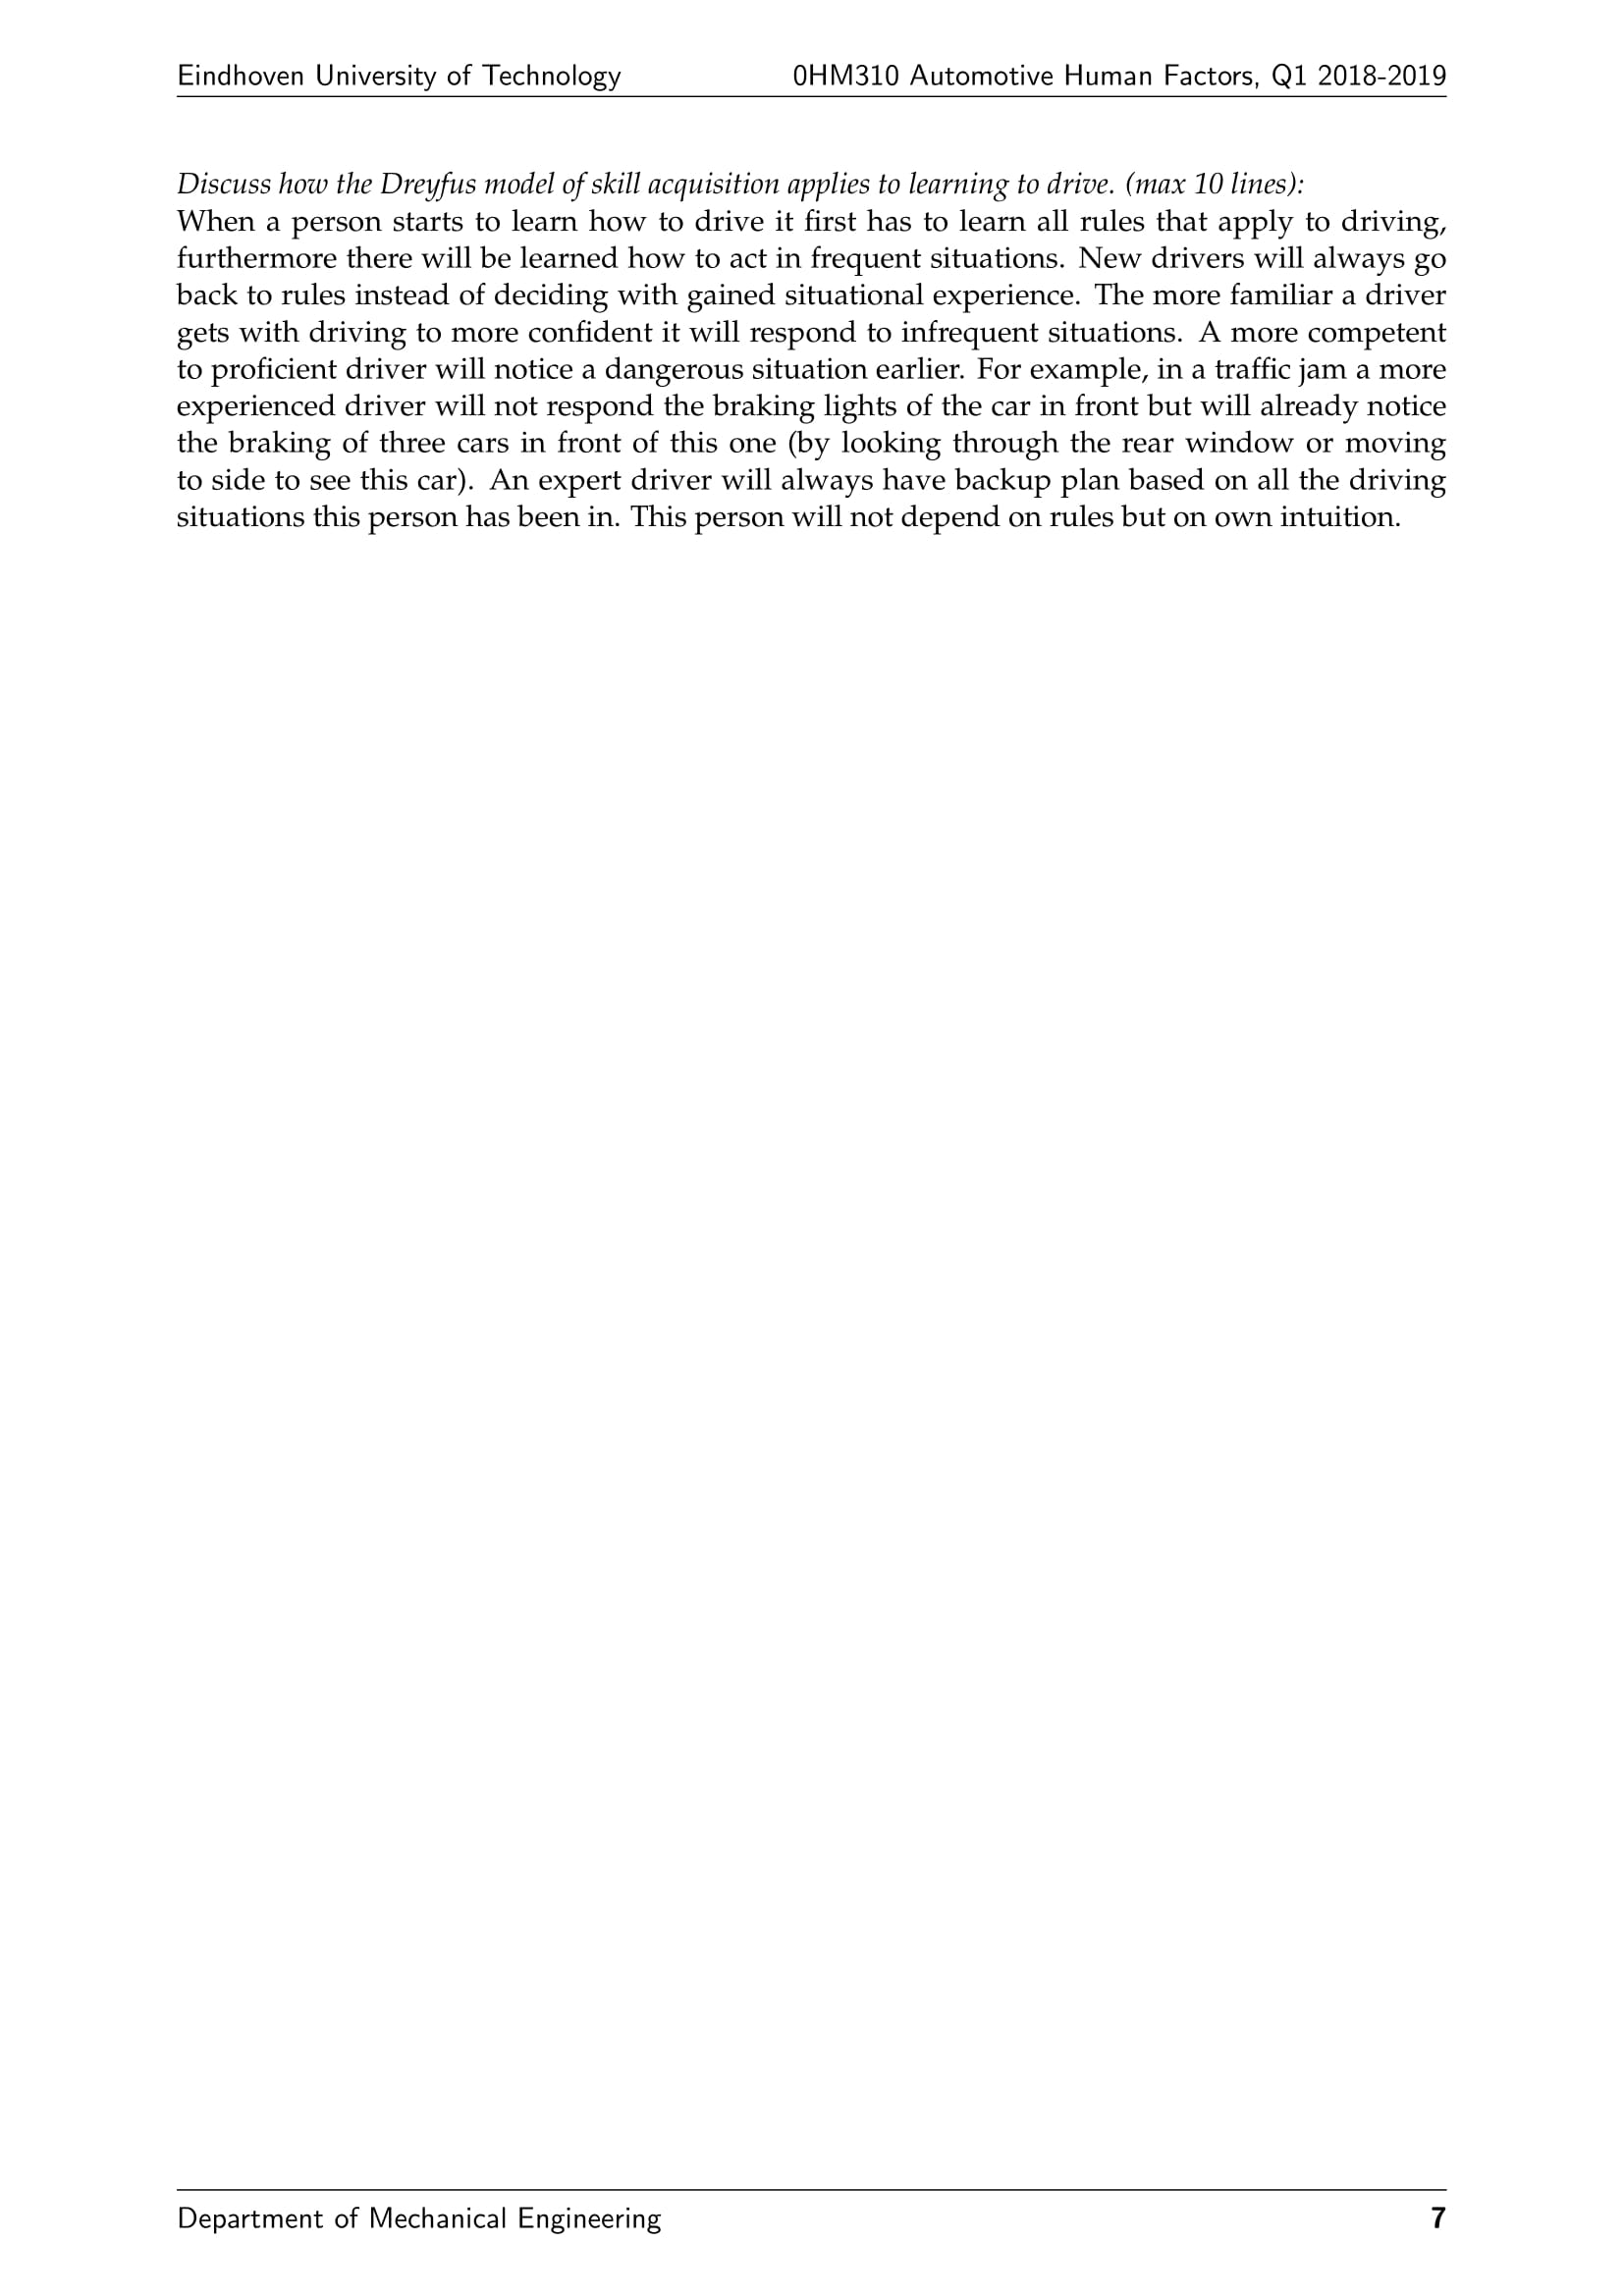 Eindhoven University of Technology 0HM310 Automotive Human Factors, Q1 2018-2019
Discuss how the Dreyfus model of skill acquisition applies to learning to drive. (max 10 lines):
When a person starts to learn how to drive it first has to learn all rules that apply to driving,
furthermore there will be learned how to act in frequent situations. New drivers will always go
back to rules instead of deciding with gained situational experience. The more familiar a driver
gets with driving to more confident it will respond to infrequent situations. A more competent
to proficient driver will notice a dangerous situation earlier. For example, in a traffic jam a more
experienced driver will not respond the braking lights of the car in front but will already notice
the braking of three cars in front of this one (by looking through the rear window or moving
to side to see this car). An expert driver will always have backup plan based on all the driving
situations this person has been in. This person will not depend on rules but on own intuition.
Department of Mechanical Engineering 7